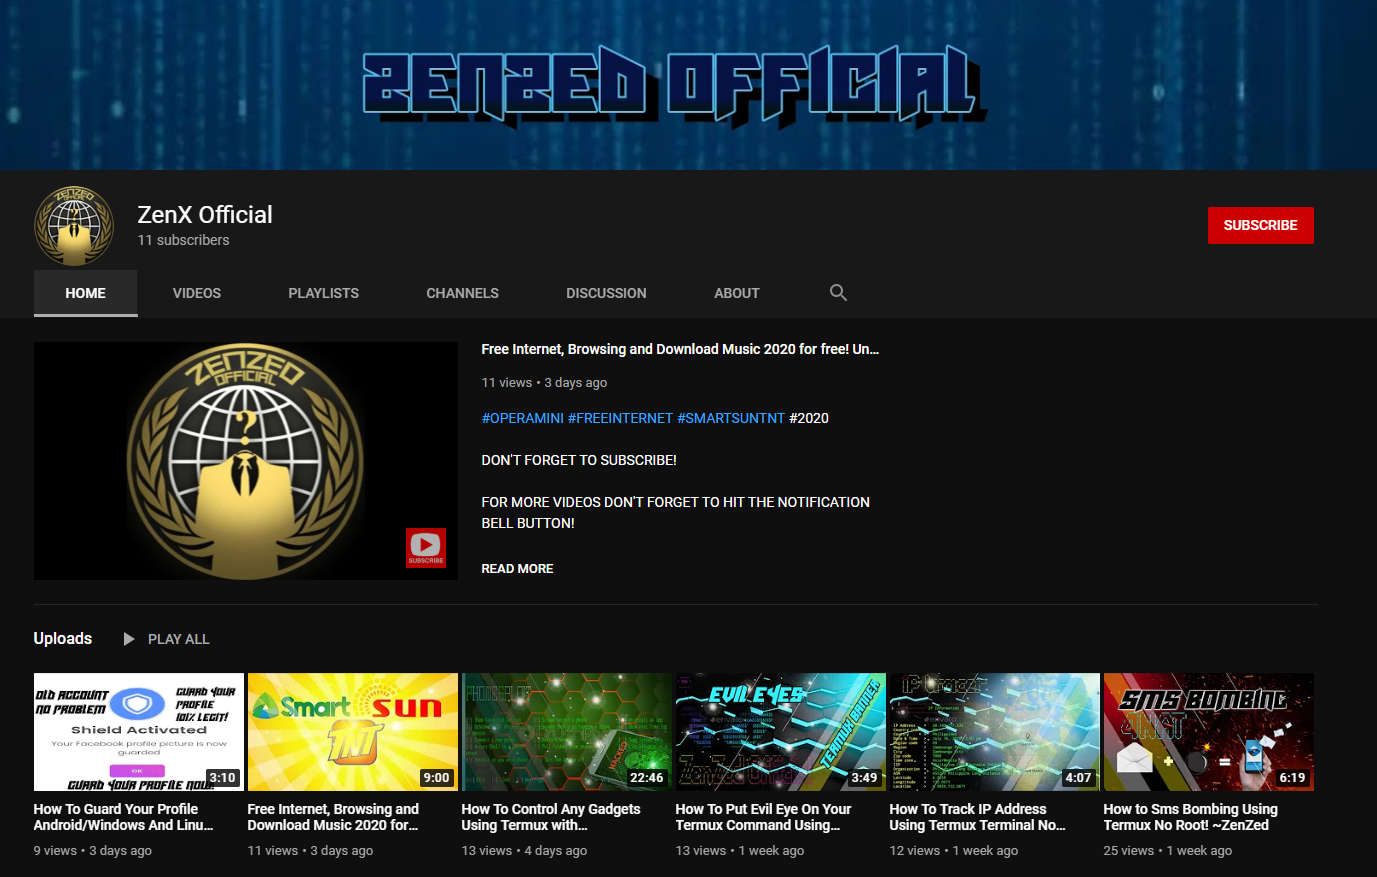 ZENZED OFFICIAL
ZENZED
OFFICIAL
ZenX Official
11 subscribers
SUBSCRIBE
HOME
VIDEOS
PLAYLISTS
CHANNELS
DISCUSSION
ABOUT
ZENZED
OFFICIAL
?
SUBSCRIBE
Free Internet, Browsing and Download Music 2020 for free! Un...
11 views • 3 days ago
#OPERAMINI #FREEINTERNET #SMARTSUNTNT #2020
DON'T FORGET TO SUBSCRIBE!
FOR MORE VIDEOS DON'T FORGET TO HIT THE NOTIFICATION
BELL BUTTON!
READ MORE
Uploads
PLAY ALL
OLD ACCOUNT
NO PROBLEM
GUARD YOUR
PROFILE
101% LEGIT!
Shield Activated
Your Facebook profile picture is now
guarded
OK
GUARD YOUR PROFILE NOW!
3:10
How To Guard Your Profile
Android/Windows And Linu...
9 views • 3 days ago
Smart
sun
TNT
9:00
Free Internet, Browsing and
Download Music 2020 for...
11 views • 3 days ago
HACKED
22:46
How To Control Any Gadgets
Using Termux with...
13 views • 4 days ago
EVIL EYES
TERMUX BANNER
3:49
How To Put Evil Eye On Your
Termux Command Using...
13 views • 1 week ago
4:07
How To Track IP Address
Using Termux Terminal No...
12 views • 1 week ago
SMS BOMBING
6:19
How to Sms Bombing Using
Termux No Root! ~ZenZed
25 views • 1 week ago